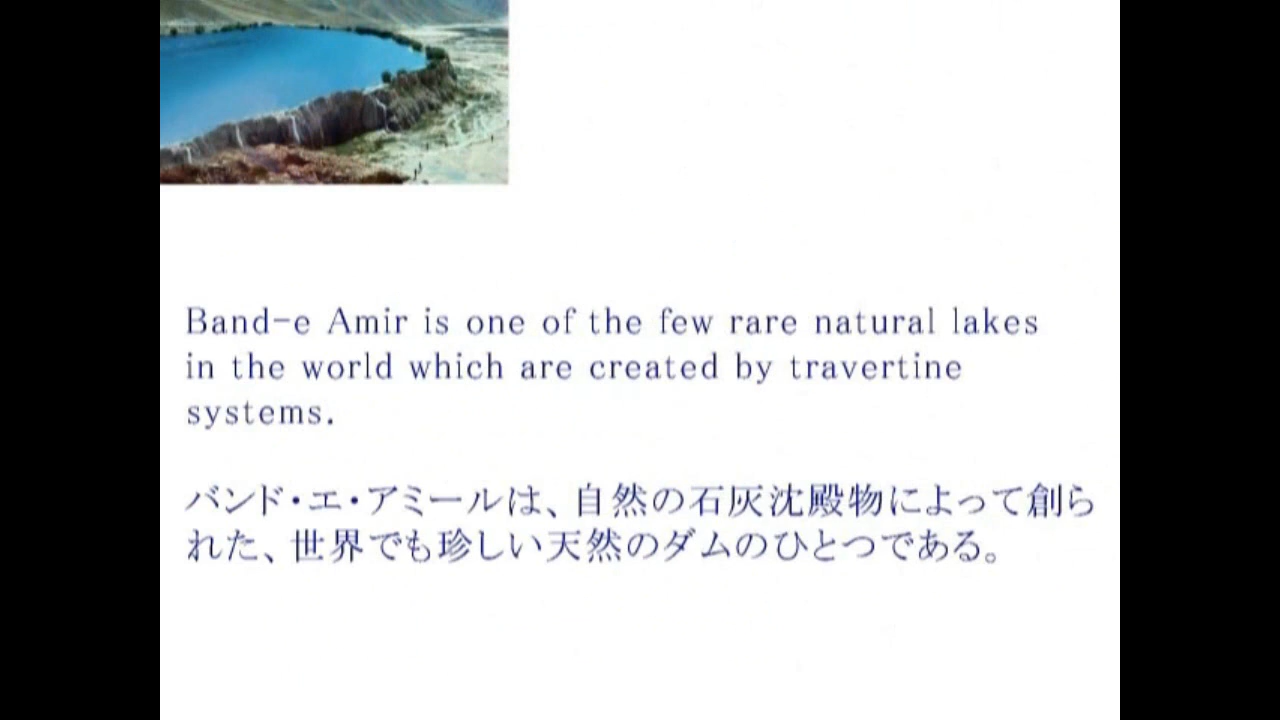 Band-e Amir is one of the few rare natural lakes
in the world which are created by travertine
systems.
バンド・エ・アミールは、自然の石灰沈殿物によって創ら
れた、世界でも珍しい天然のダムのひとつである。